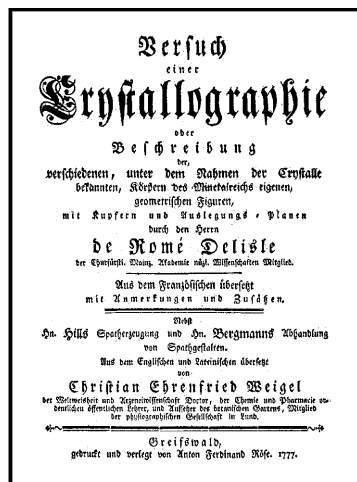 Versuch
einer
Crystallographie
oder
Beschreibung
der,
verschiedenen, unter dem Nahmen der Crystalle
bekannten, Körpern des Mineralreichs eigenen,
geometrischen Figuren,
mit Kupfern und Auslegungs-Planen
durch den Herrn
de Romé Delisle
der Churfürstl. Mainz. Akademie nüzl. Wissenschaften Mitglied.
Aus dem Französischen übersetzt
mit Anmerkungen und Zusätzen.
Nebst
Hn. Hills Spatherzeugung und Hn. Bergmanns Abhandlung
von Spathgestalten.
Aus dem Englischen und Lateinischen übersetzt
von
Christian Ehrenfried Weigel
der Weltweisheit und Arzneiwissenschaft Doctor, der Chemie und Pharmacie or-
dentlichen öffentlichen Lehrer, und Aufseher des botanischen Gartens, Mitglied
der physiographischen Gesellschaft in Lund.
Greifswald,
gedruckt und verlegt von Anton Ferdinand Röse. 1777.